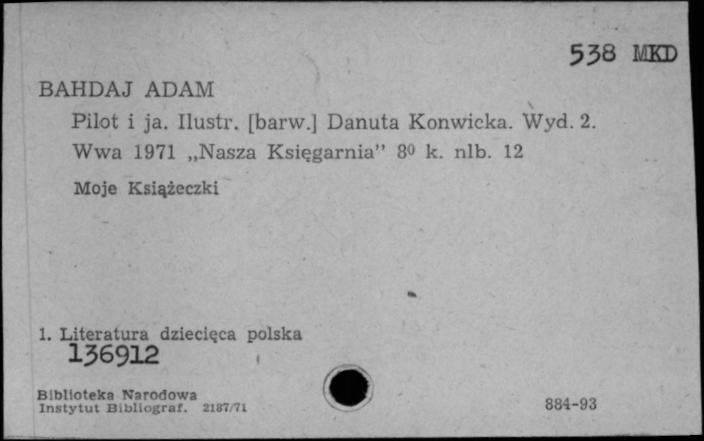 538 MKD
BAHDAJ ADAM
Pilot i ja. Ilustr. [barw.] Danuta Konwicka. Wyd. 2.
Wwa 1971 „Nasza Księgarnia” 8⁰ k. nlb. 12
Moje Książeczki
1. Literatura dziecięca polska
136912
Biblioteka Narodowa
Instytut Bibliograf. 2187/71
884-93